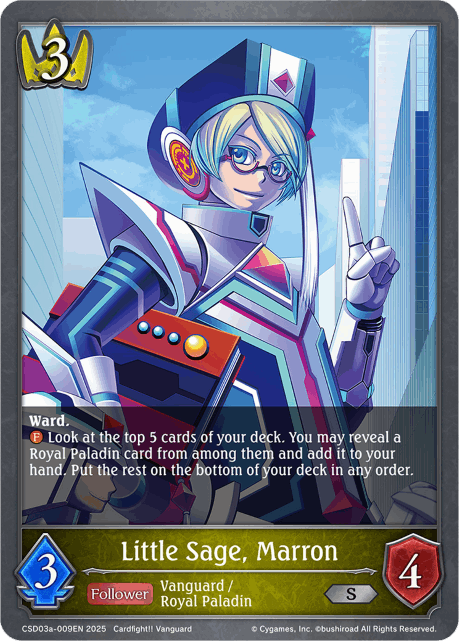 3
Ward.
F Look at the top 5 cards of your deck. You may reveal a
Royal Paladin card from among them and add it to your
hand. Put the rest on the bottom of your deck in any order.
Little Sage, Marron
3
Follower
Vanguard /
Royal Paladin
S
4
CSD03a-009EN 2025 Cardfight!! Vanguard
© Cygames, Inc. ©bushiroad All Rights Reserved.